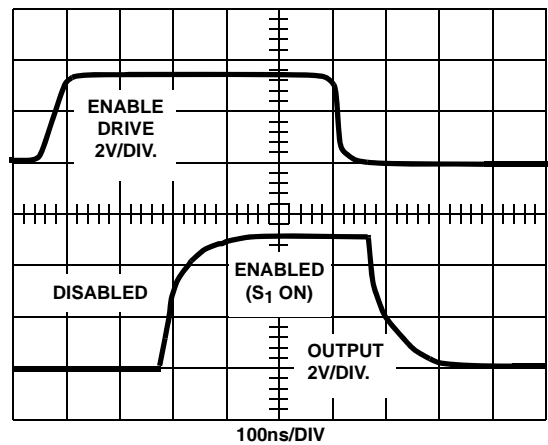 ENABLE
DRIVE
2V/DIV.
DISABLED
ENABLED
(S1 ON)
OUTPUT
2V/DIV.
100ns/DIV